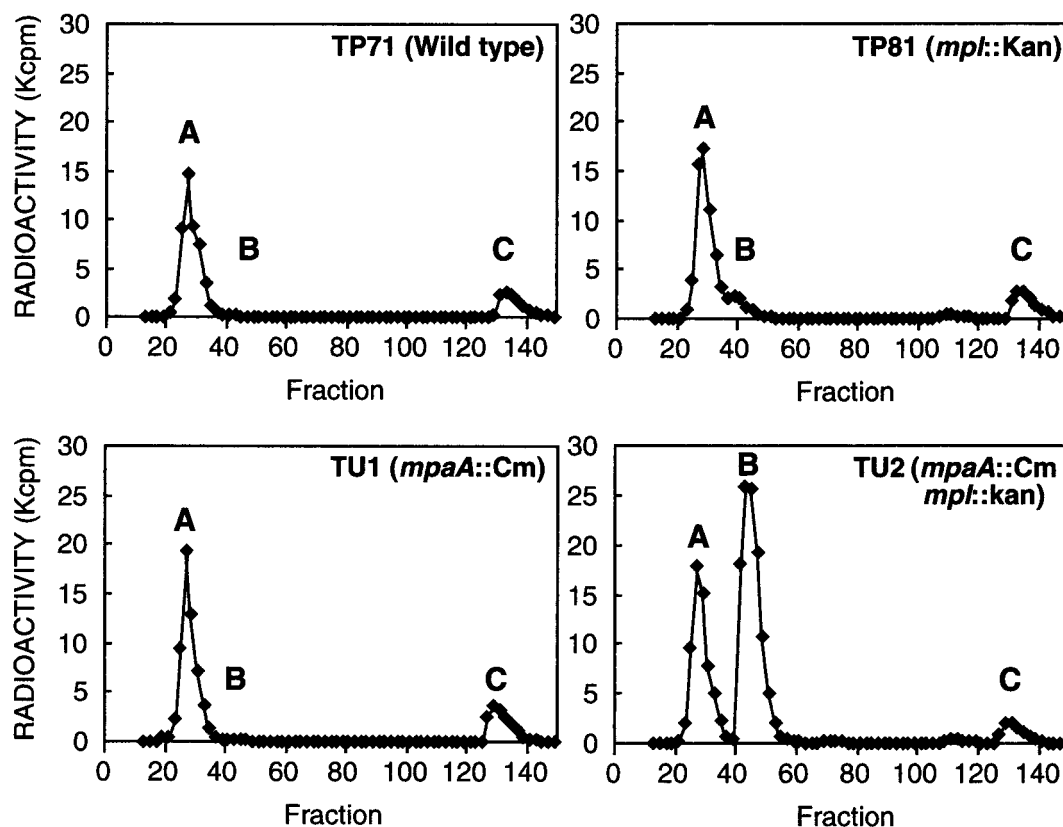 TP71 (Wild type)
RADIOACTIVITY (Kcpm)
30
25
20
15
10
5
0
A
B
C
0 20 40 60 80 100 120 140
Fraction
TP81 (mpl::Kan)
30
25
20
15
10
5
0
A
B
C
0 20 40 60 80 100 120 140
Fraction
TU1 (mpaA::Cm)
RADIOACTIVITY (Kcpm)
30
25
20
15
10
5
0
A
B
C
0 20 40 60 80 100 120 140
Fraction
TU2 (mpaA::Cm
mpl::kan)
30
25
20
15
10
5
0
A
B
C
0 20 40 60 80 100 120 140
Fraction